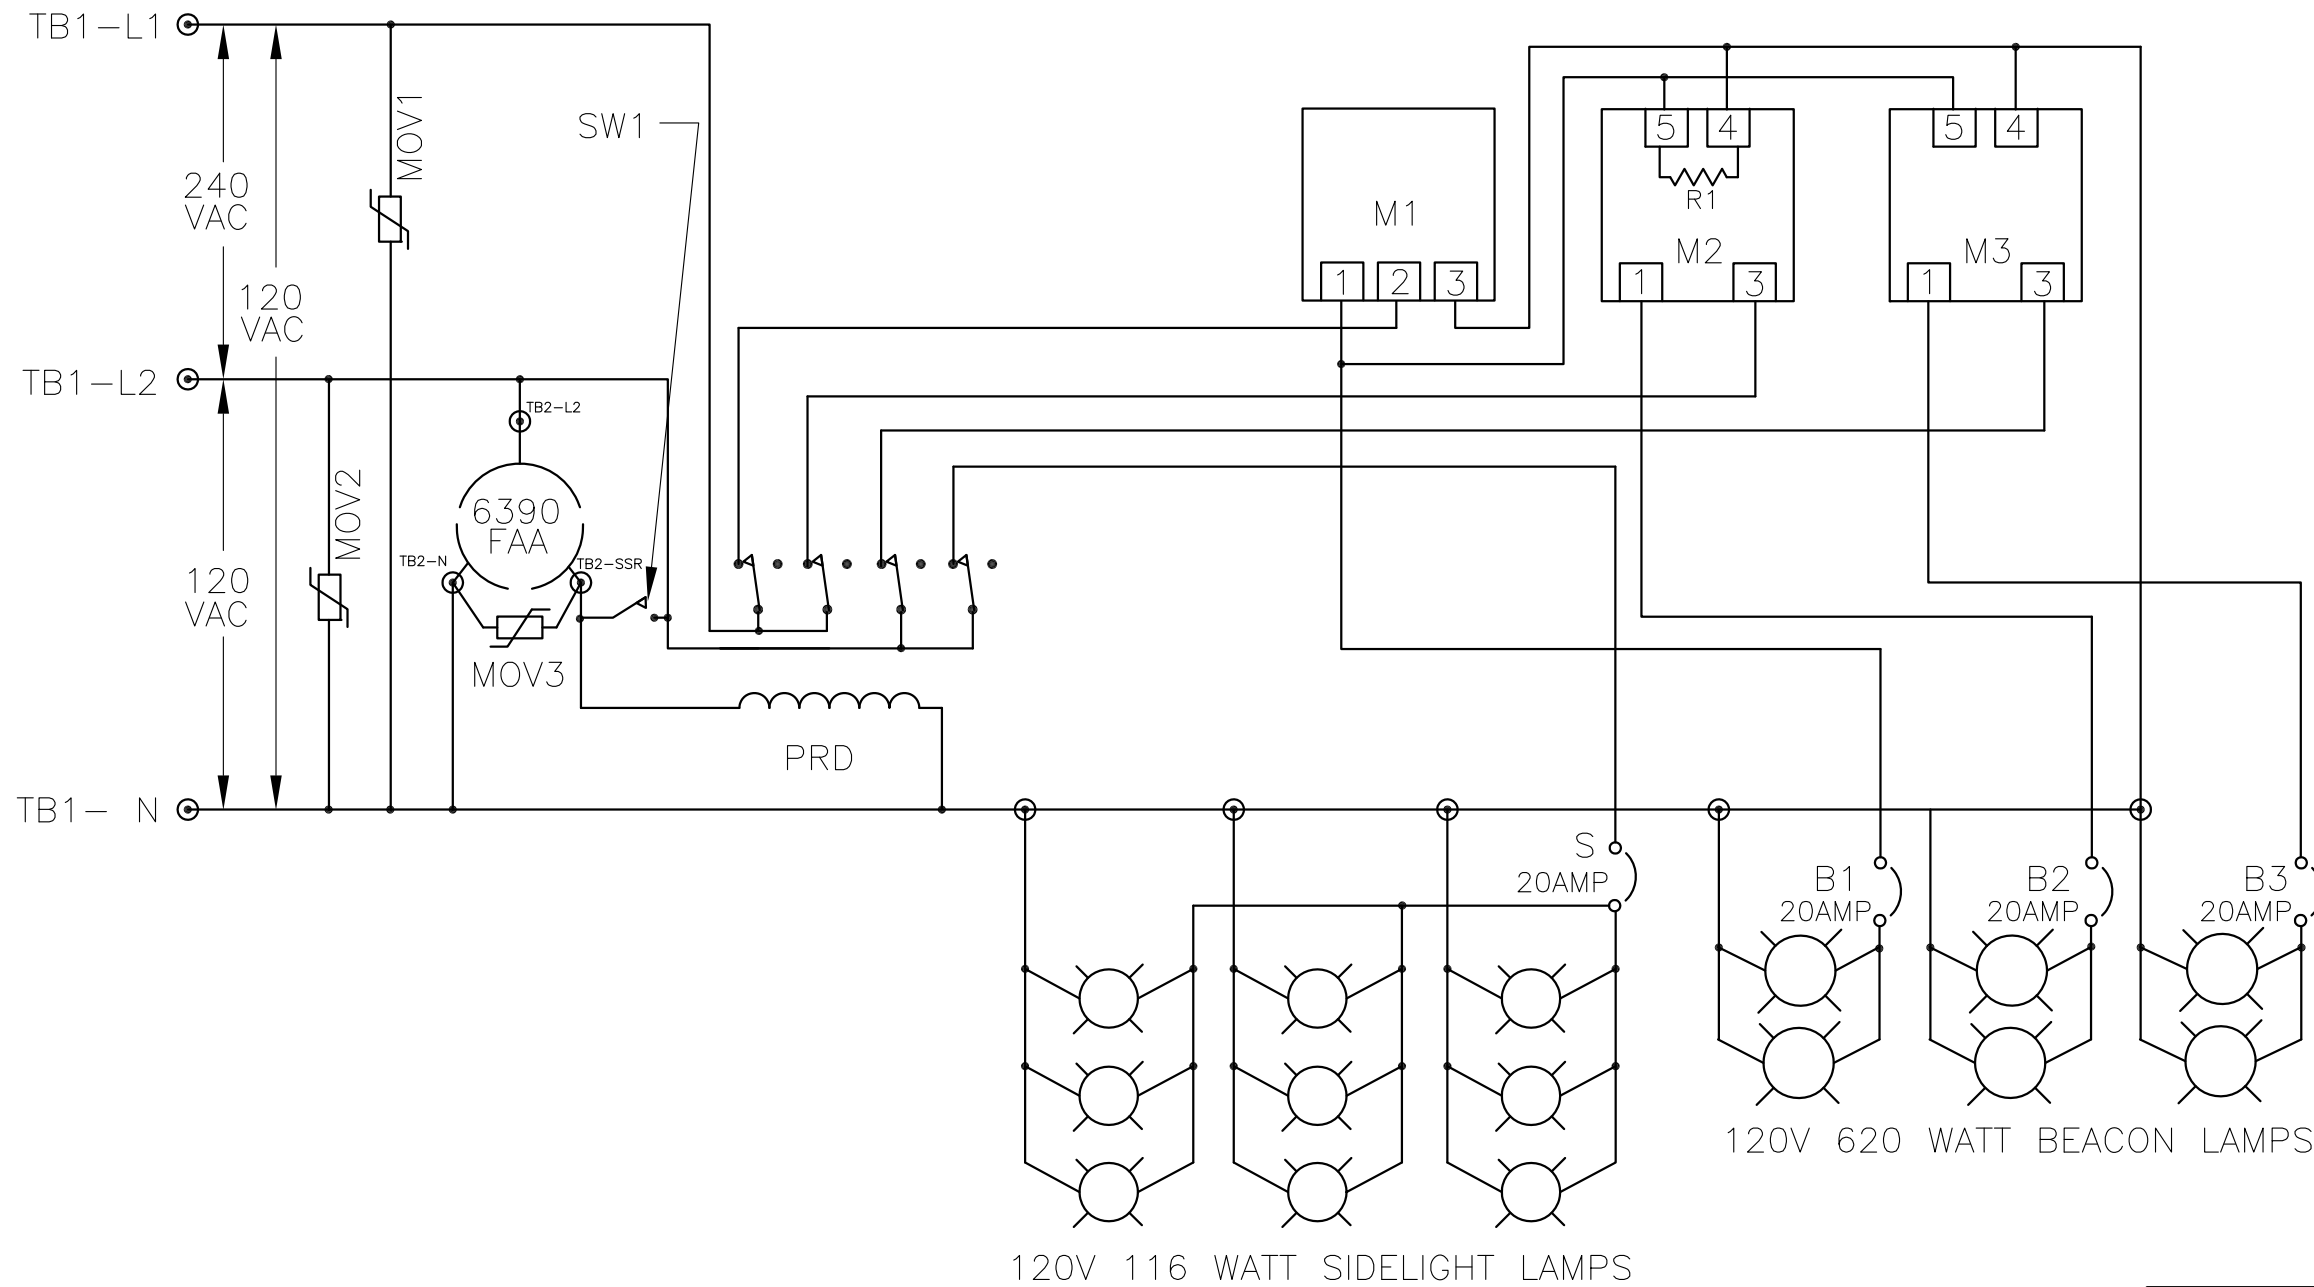 TB1-L1
MOV1
SW1
240
VAC
120
VAC
M1
1
2
3
5
4
R1
M2
1
3
5
4
M3
1
3
TB1-L2
TB2-L2
MOV2
6390
FAA
TB2-N
TB2-SSR
120
VAC
MOV3
PRD
TB1- N
S
20AMP
B1
20AMP
B2
20AMP
B3
20AMP
120V 620 WATT BEACON LAMPS
120V 116 WATT SIDELIGHT LAMPS